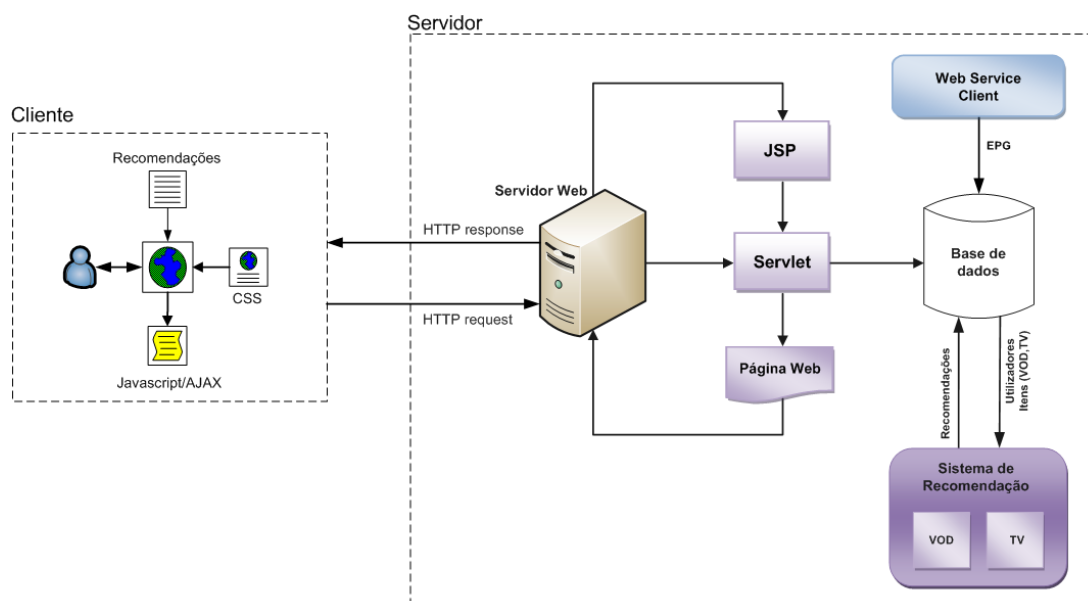 Servidor
Cliente
Recomendações
CSS
Javascript/AJAX
HTTP response
HTTP request
Servidor Web
JSP
Servlet
Página Web
Web Service
Client
EPG
Base de
dados
Recomendações
Utilizadores
Itens (VOD,TV)
Sistema de
Recomendação
VOD
TV